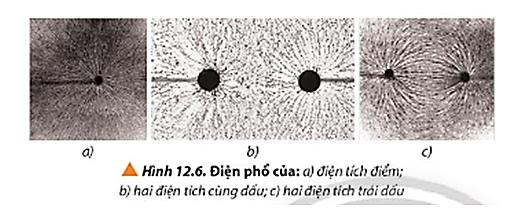 a)
b)
c)
Hình 12.6. Điện phổ của: a) điện tích điểm;
b) hai điện tích cùng dấu; c) hai điện tích trái dấu